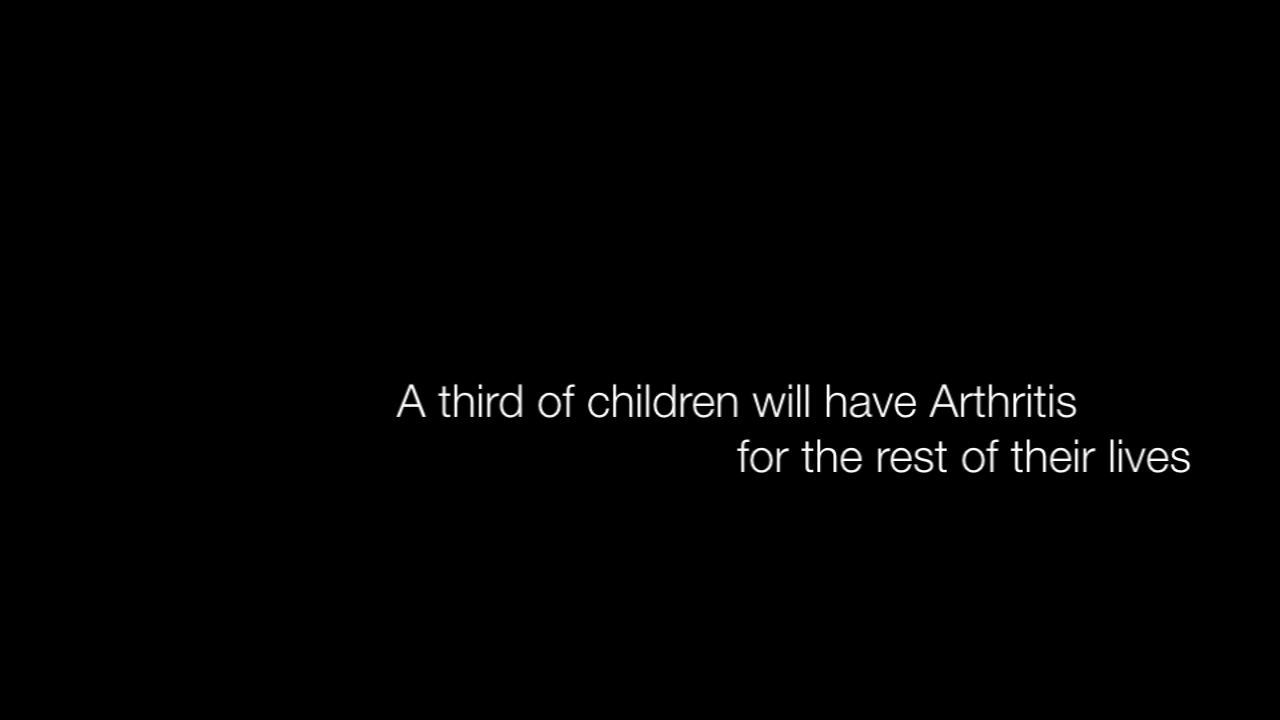 A third of children will have Arthritis
for the rest of their lives